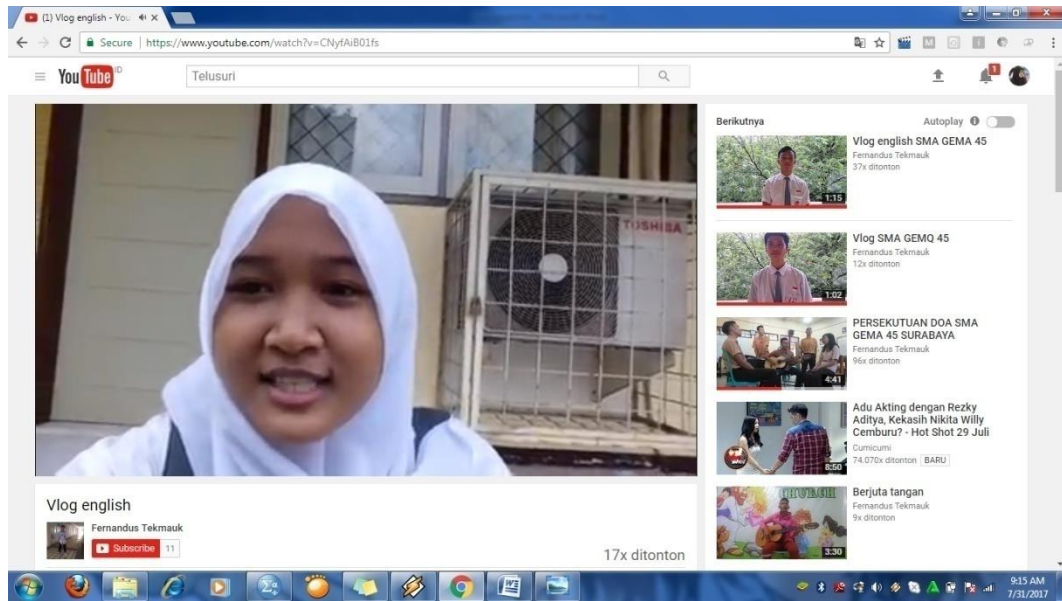 (1) Vlog english - You
Secure | https://www.youtube.com/watch?v=CNyfAiB01fs
YouTube ID
Telusuri
1
TOSHIBA
Vlog english
Fernandus Tekmauk
Subscribe 11
17x ditonton
Berikutnya
Autoplay
Vlog english SMA GEMA 45
Fernandus Tekmauk
37x ditonton
1:15
Vlog SMA GEMQ 45
Fernandus Tekmauk
12x ditonton
1:02
PERSEKUTUAN DOA SMA
GEMA 45 SURABAYA
Fernandus Tekmauk
96x ditonton
4:41
Adu Akting dengan Rezky
Aditya, Kekasih Nikita Willy
Cemburu? - Hot Shot 29 Juli
Cumicumi
74.070x ditonton BARU
8:50
CHURCH
Berjuta tangan
Fernandus Tekmauk
9x ditonton
3:30
9:15 AM
7/31/2017